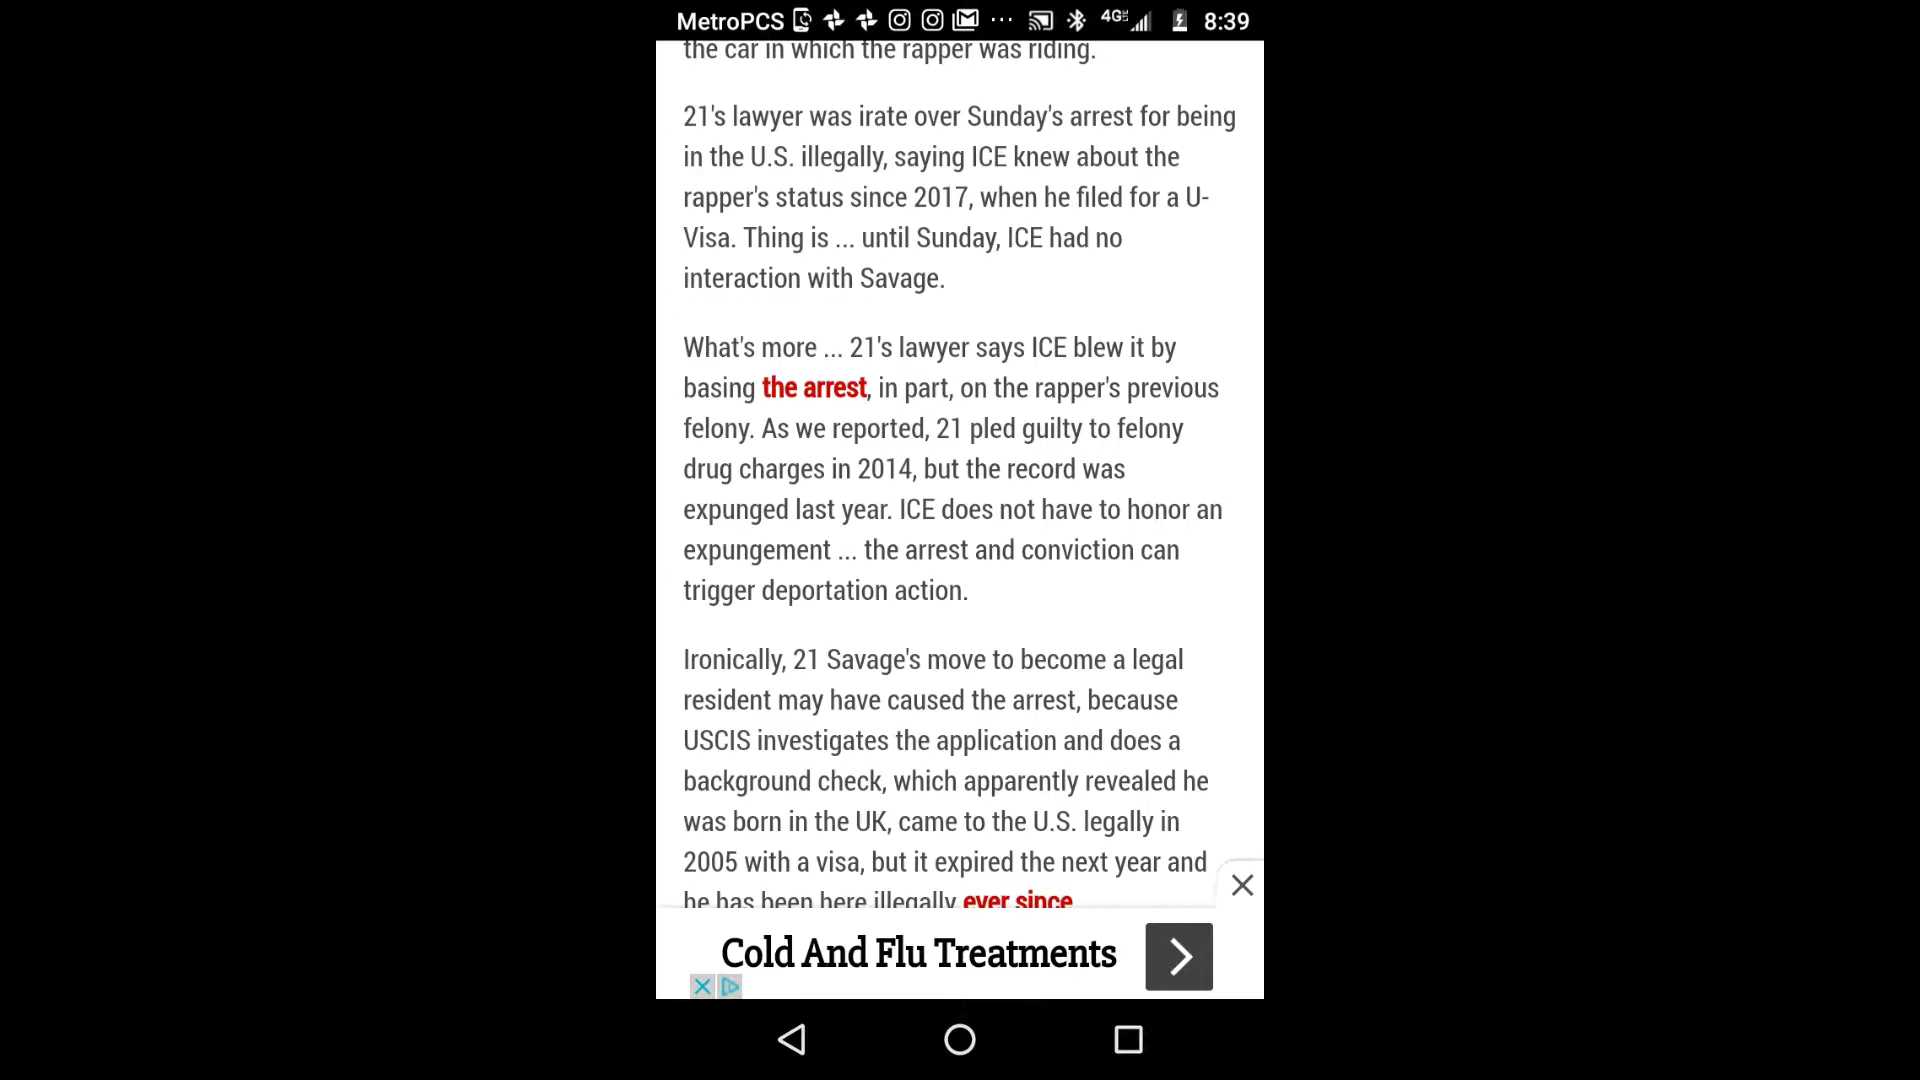 MetroPCS 4G LTE 8:39
the car in which the rapper was riding.
21's lawyer was irate over Sunday's arrest for being
in the U.S. illegally, saying ICE knew about the
rapper's status since 2017, when he filed for a U-
Visa. Thing is ... until Sunday, ICE had no
interaction with Savage.
What's more ... 21's lawyer says ICE blew it by
basing the arrest, in part, on the rapper's previous
felony. As we reported, 21 pled guilty to felony
drug charges in 2014, but the record was
expunged last year. ICE does not have to honor an
expungement ... the arrest and conviction can
trigger deportation action.
Ironically, 21 Savage's move to become a legal
resident may have caused the arrest, because
USCIS investigates the application and does a
background check, which apparently revealed he
was born in the UK, came to the U.S. legally in
2005 with a visa, but it expired the next year and
he has been here illegally ever since
Cold And Flu Treatments